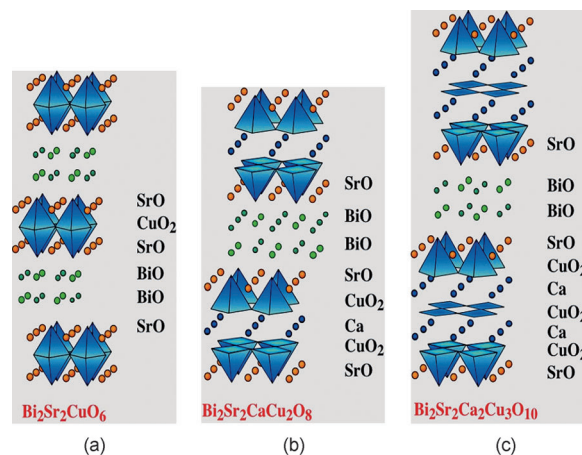 SrO
CuO₂
SrO
BiO
BiO
SrO
Bi₂Sr₂CuO₆
(a)
SrO
BiO
BiO
SrO
CuO₂
Ca
CuO₂
SrO
Bi₂Sr₂CaCu₂O₈
(b)
SrO
BiO
BiO
SrO
CuO₂
Ca
CuO₂
Ca
CuO₂
SrO
Bi₂Sr₂Ca₂Cu₃O₁₀
(c)